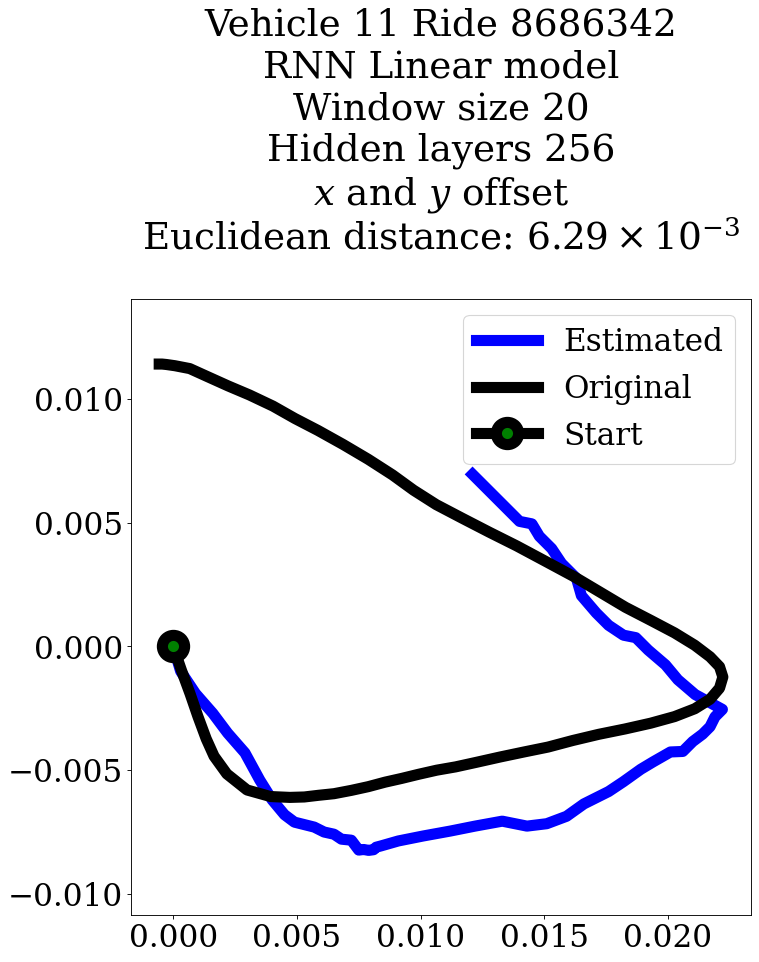 Vehicle 11 Ride 8686342
RNN Linear model
Window size 20
Hidden layers 256
x and y offset
Euclidean distance: 6.29 × 10⁻³
Estimated
Original
Start
0.010
0.005
0.000
−0.005
−0.010
0.000 0.005 0.010 0.015 0.020